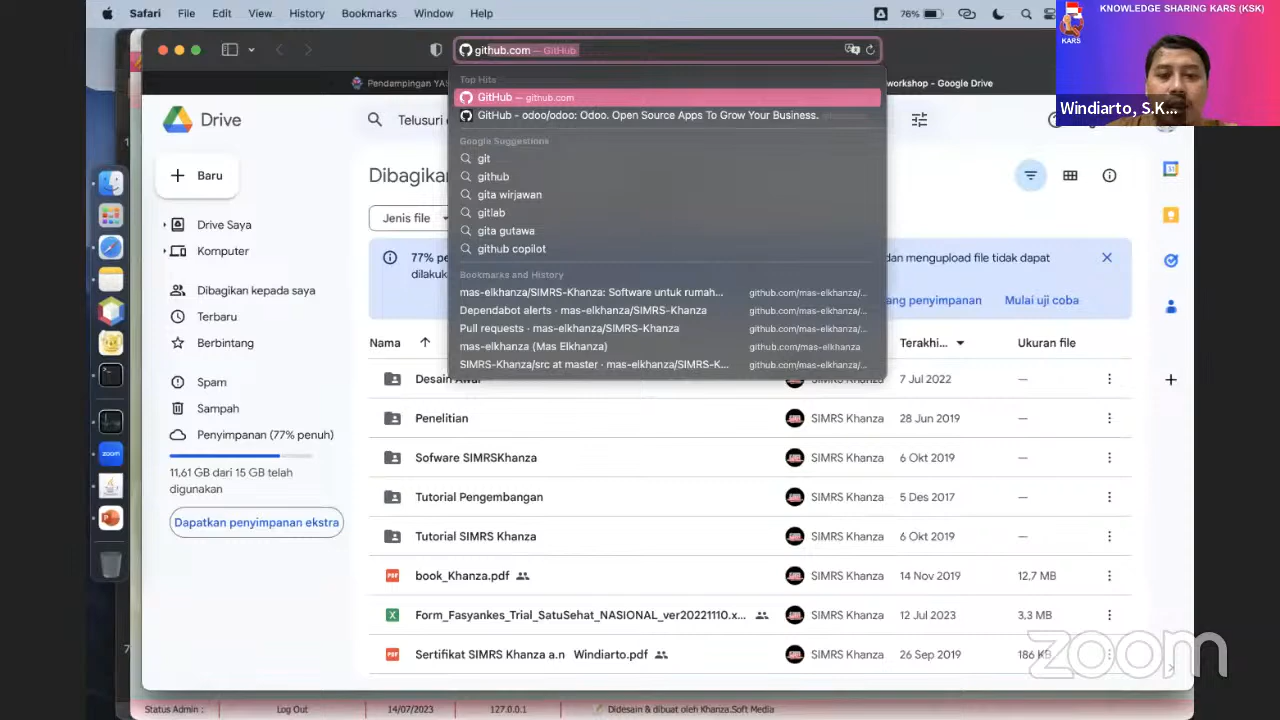 Safari File Edit View History Bookmarks Window Help
76%
KNOWLEDGE SHARING KARS (KSK)
KARS
Windiarto, S.K...
github.com — GitHub
Pendampingan YA
workshop - Google Drive
Top Hits
GitHub — github.com
GitHub - odoo/odoo: Odoo. Open Source Apps To Grow Your Business.
Google Suggestions
git
github
gita wirjawan
gitlab
gita gutawa
github copilot
Bookmarks and History
mas-elkhanza/SIMRS-Khanza: Software untuk rumah... github.com/mas-elkhanza/...
Dependabot alerts · mas-elkhanza/SIMRS-Khanza github.com/mas-elkhanza/...
Pull requests · mas-elkhanza/SIMRS-Khanza github.com/mas-elkhanza/...
mas-elkhanza (Mas Elkhanza) github.com/mas-elkhanza
SIMRS-Khanza/src at master · mas-elkhanza/SIMRS-K... github.com/mas-elkhanza/...
Drive
Telusuri
Baru
Drive Saya
Komputer
Dibagikan kepada saya
Terbaru
Berbintang
Spam
Sampah
Penyimpanan (77% penuh)
11,61 GB dari 15 GB telah
digunakan
Dapatkan penyimpanan ekstra
Dibagika
Jenis file
77% pe
dan mengupload file tidak dapat
dilakuk
ang penyimpanan Mulai uji coba
Nama Terakhi... Ukuran file
Desain Awal SIMRS Khanza 7 Jul 2022 —
Penelitian SIMRS Khanza 28 Jun 2019 —
Sofware SIMRSKhanza SIMRS Khanza 6 Okt 2019 —
Tutorial Pengembangan SIMRS Khanza 5 Des 2017 —
Tutorial SIMRS Khanza SIMRS Khanza 6 Okt 2019 —
book_Khanza.pdf SIMRS Khanza 14 Nov 2019 12,7 MB
Form_Fasyankes_Trial_SatuSehat_NASIONAL_ver20221110.x... SIMRS Khanza 12 Jul 2023 3,3 MB
Sertifikat SIMRS Khanza a.n Windiarto.pdf SIMRS Khanza 26 Sep 2019 186 KB
zoom
zoom
Status Admin : Log Out 14/07/2023 127.0.0.1 Didesain & dibuat oleh Khanza.Soft Media